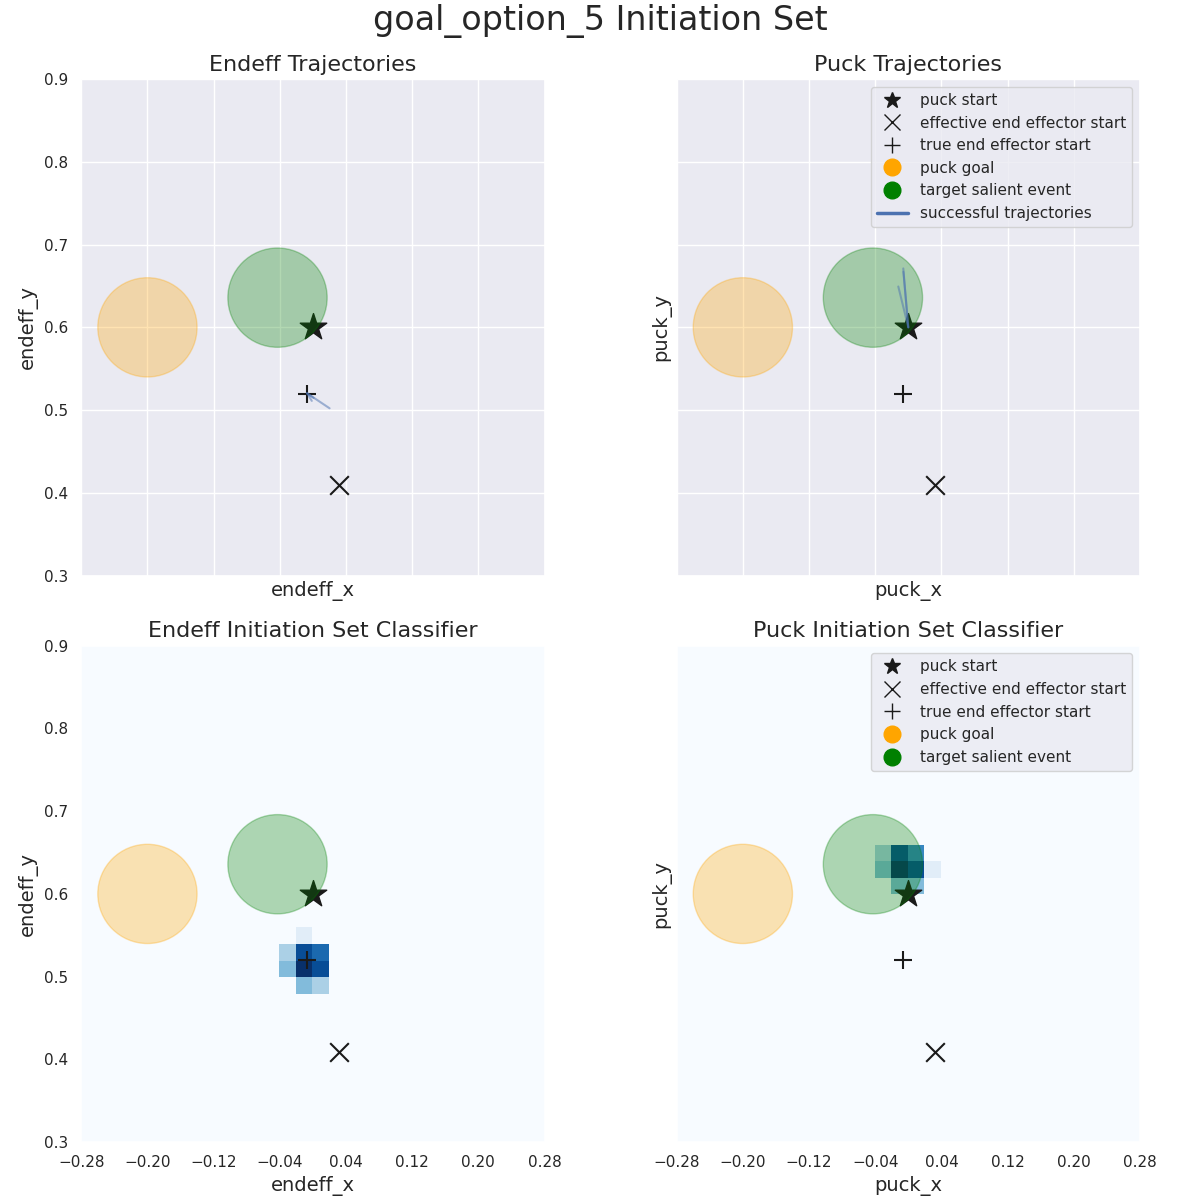 goal_option_5 Initiation Set
Endeff Trajectories
0.9
0.8
0.7
0.6
0.5
0.4
0.3
endeff_y
endeff_x
Puck Trajectories
puck start
effective end effector start
true end effector start
puck goal
target salient event
successful trajectories
puck_y
puck_x
Endeff Initiation Set Classifier
0.9
0.8
0.7
0.6
0.5
0.4
0.3
endeff_y
−0.28 −0.20 −0.12 −0.04 0.04 0.12 0.20 0.28
endeff_x
Puck Initiation Set Classifier
puck start
effective end effector start
true end effector start
puck goal
target salient event
puck_y
−0.28 −0.20 −0.12 −0.04 0.04 0.12 0.20 0.28
puck_x